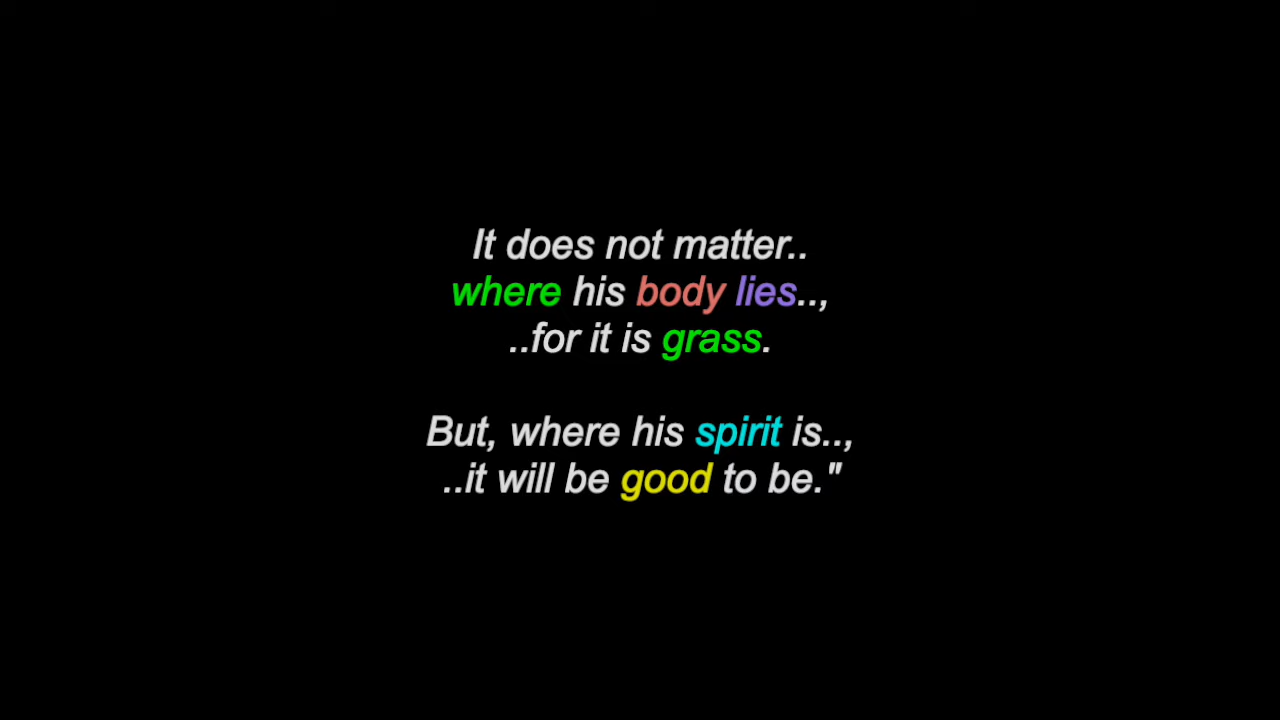 It does not matter..
where his body lies..,
..for it is grass.
But, where his spirit is..,
..it will be good to be."